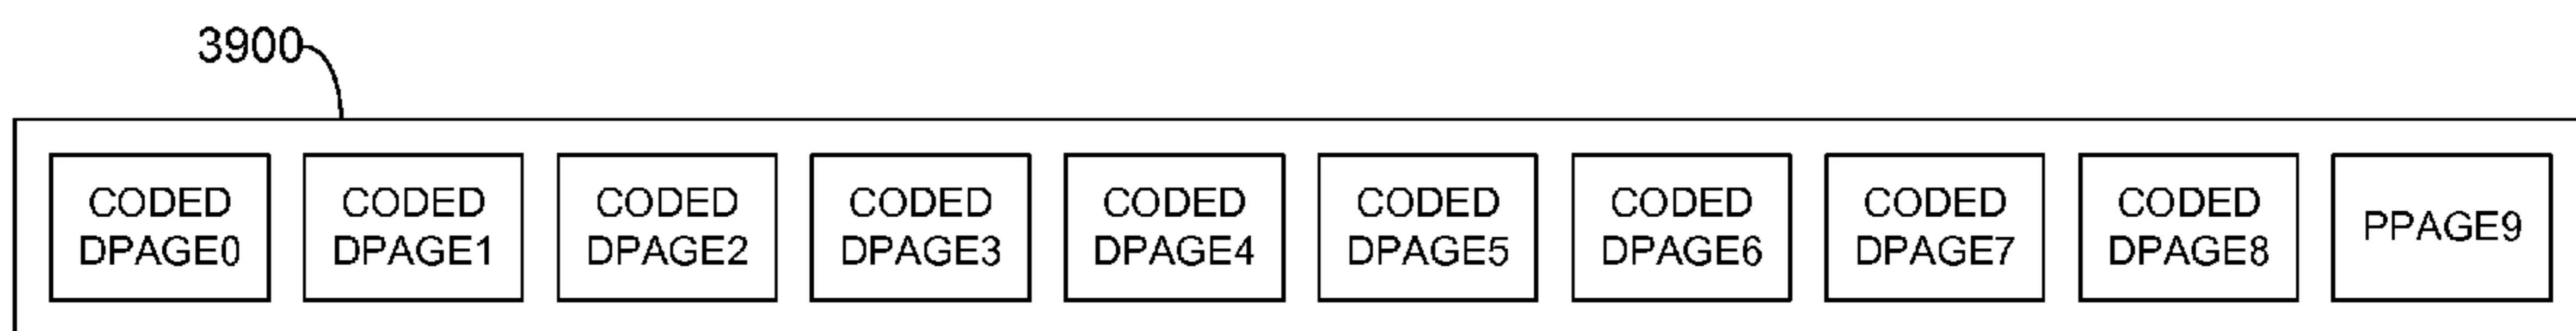 3900
CODED
DPAGE0
CODED
DPAGE1
CODED
DPAGE2
CODED
DPAGE3
CODED
DPAGE4
CODED
DPAGE5
CODED
DPAGE6
CODED
DPAGE7
CODED
DPAGE8
PPAGE9